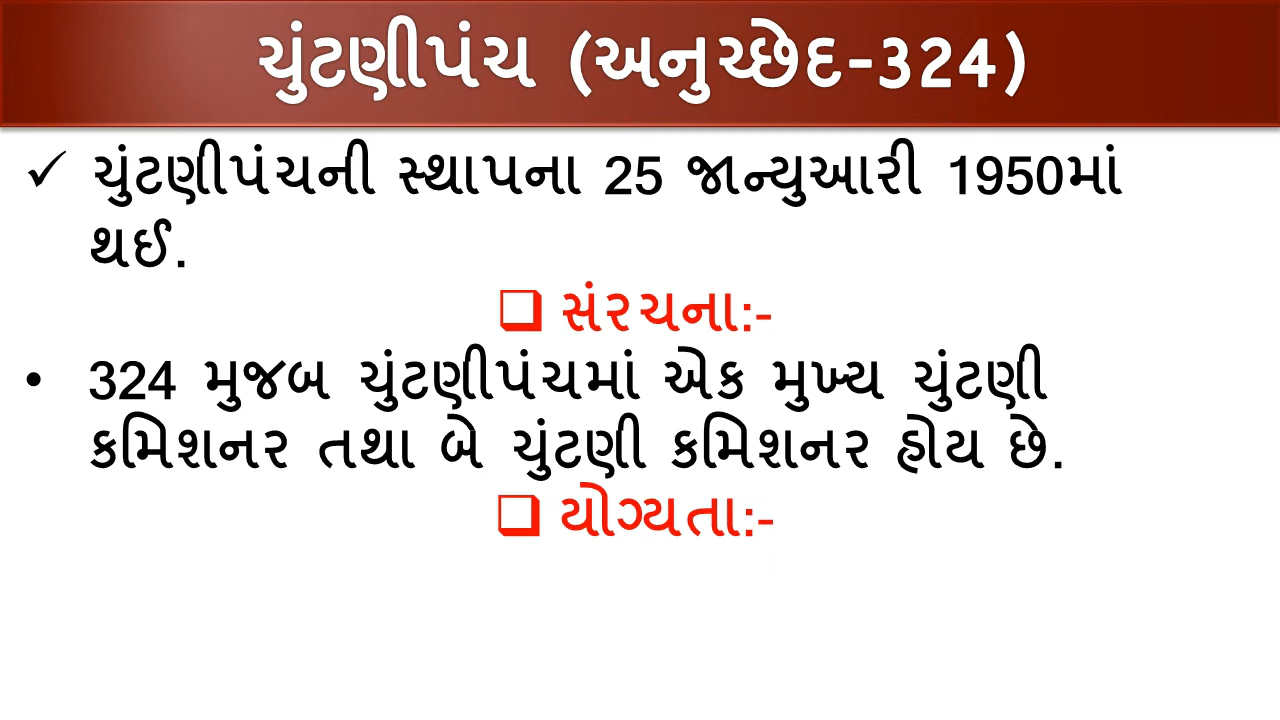 ચુંટણીપંચ (અનુચ્છેદ-324)
✓ ચુંટણીપંચની સ્થાપના 25 જાન્યુઆરી 1950માં
થઈ.
❑ સંરચના:-
• 324 મુજબ ચુંટણીપંચમાં એક મુખ્ય ચુંટણી
કમિશનર તથા બે ચુંટણી કમિશનર હોય છે.
❑ યોગ્યતા:-